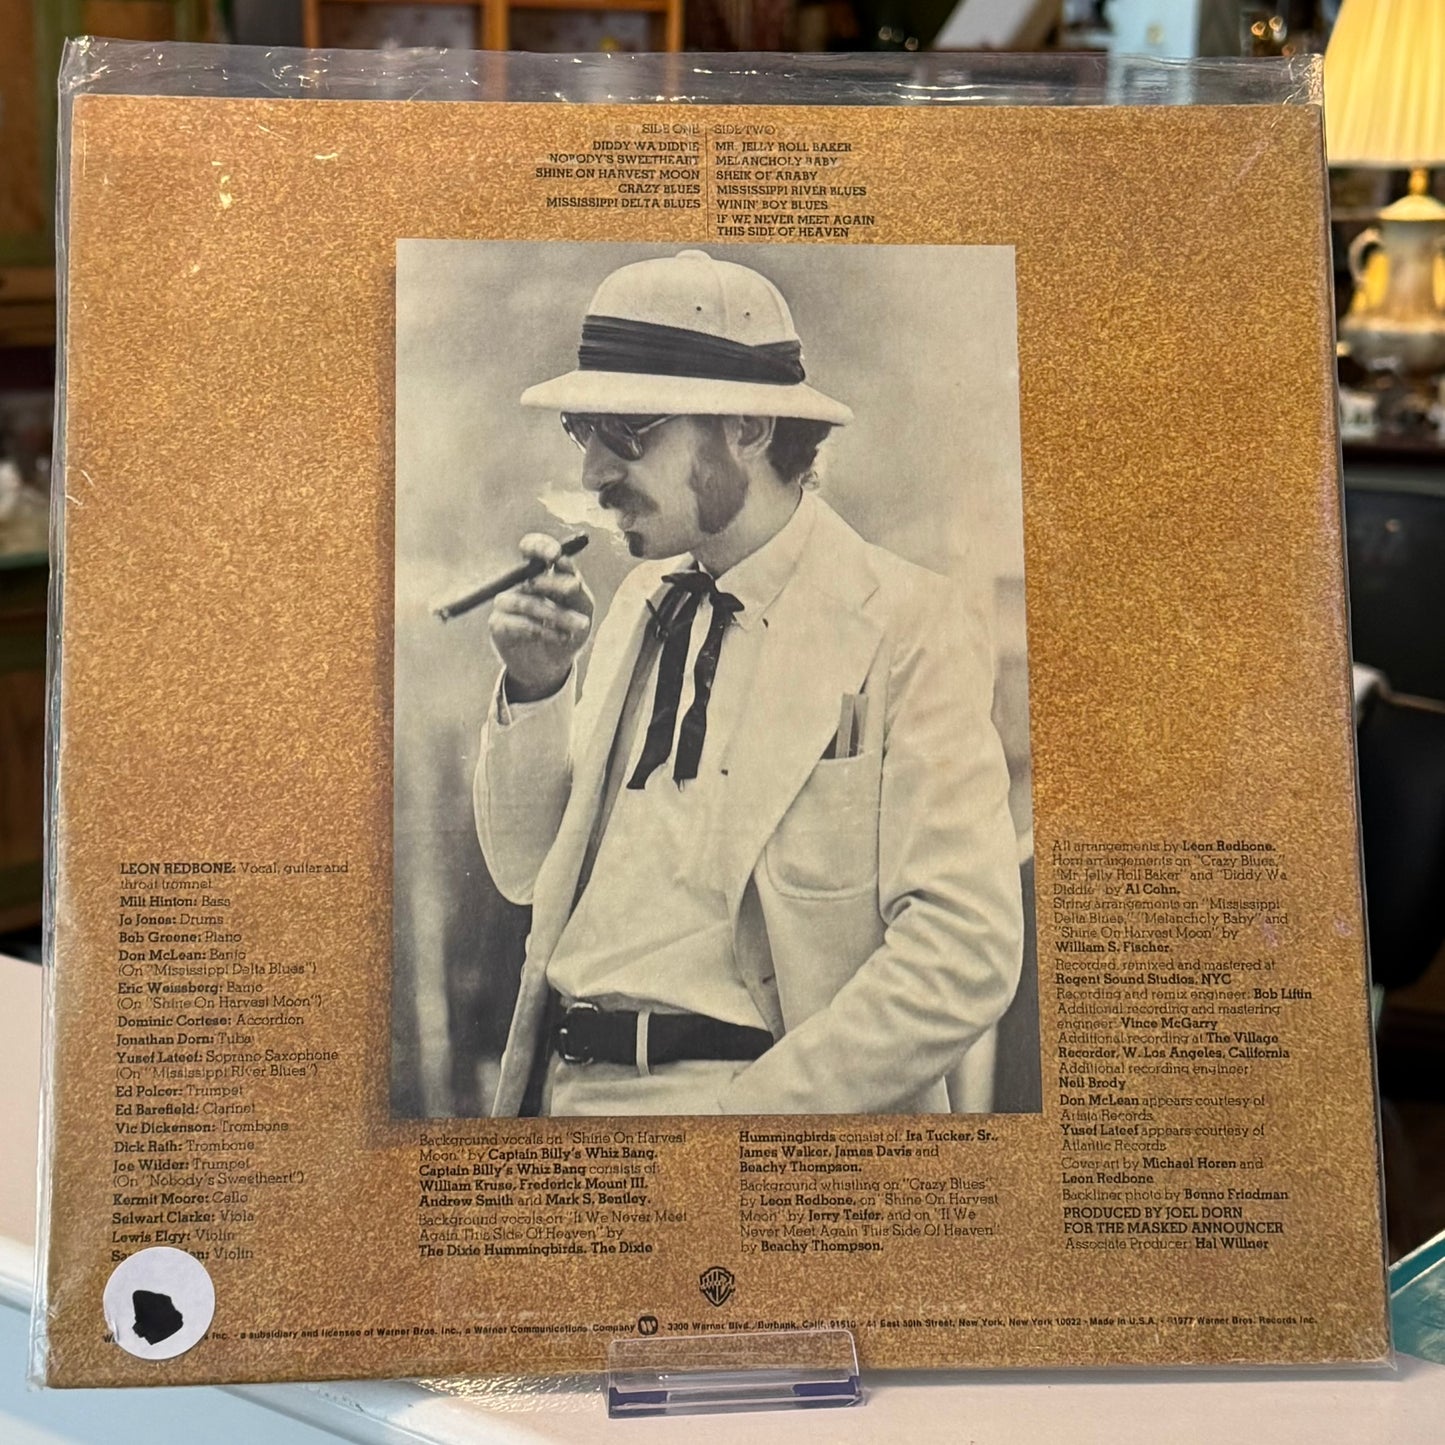 SIDE ONE
DIDDY WA DIDDIE
NOBODY'S SWEETHEART
SHINE ON HARVEST MOON
CRAZY BLUES
MISSISSIPPI DELTA BLUES
SIDE TWO
MR. JELLY ROLL BAKER
MELANCHOLY BABY
SHEIK OF ARABY
MISSISSIPPI RIVER BLUES
WININ' BOY BLUES
IF WE NEVER MEET AGAIN
THIS SIDE OF HEAVEN
LEON REDBONE: Vocal, guitar and
throat tromnet
Milt Hinton: Bass
Jo Jones: Drums
Bob Greene: Piano
Don McLean: Banjo
(On "Mississippi Delta Blues")
Eric Weissberg: Banjo
(On "Shine On Harvest Moon")
Dominic Cortese: Accordion
Jonathan Dorn: Tuba
Yusef Lateef: Soprano Saxophone
(On "Mississippi River Blues")
Ed Polcer: Trumpet
Ed Barefield: Clarinet
Vic Dickenson: Trombone
Dick Rath: Trombone
Joe Wilder: Trumpet
(On "Nobody's Sweetheart")
Kermit Moore: Cello
Selwart Clarke: Viola
Lewis Elgy: Violin
Violin
Background vocals on "Shine On Harvest
Moon" by Captain Billy's Whiz Bang.
Captain Billy's Whiz Bang consists of:
William Kruse, Frederick Mount III,
Andrew Smith and Mark S. Bentley.
Background vocals on "If We Never Meet
Again This Side Of Heaven" by
The Dixie Hummingbirds. The Dixie
Hummingbirds consist of: Ira Tucker, Sr.,
James Walker, James Davis and
Beachy Thompson.
Background whistling on "Crazy Blues"
by Leon Redbone, on "Shine On Harvest
Moon" by Jerry Teifer, and on "If We
Never Meet Again This Side Of Heaven"
by Beachy Thompson.
All arrangements by Leon Redbone.
Horn arrangements on "Crazy Blues,"
"Mr. Jelly Roll Baker" and "Diddy Wa
Diddie" by Al Cohn.
String arrangements on "Mississippi
Delta Blues," "Melancholy Baby" and
"Shine On Harvest Moon" by
William S. Fischer.
Recorded, remixed and mastered at
Regent Sound Studios, NYC
Recording and remix engineer: Bob Liftin
Additional recording and mastering
engineer: Vince McGarry
Additional recording at The Village
Recorder, W. Los Angeles, California
Additional recording engineer:
Neil Brody
Don McLean appears courtesy of
Arista Records
Yusef Lateef appears courtesy of
Atlantic Records
Cover art by Michael Horen and
Leon Redbone
Backliner photo by Benno Friedman
PRODUCED BY JOEL DORN
FOR THE MASKED ANNOUNCER
Associate Producer: Hal Willner
s Inc. - a subsidiary and licensee of Warner Bros. Inc., a Warner Communications Company - 3300 Warner Blvd., Burbank, Calif. 91510 - 44 East 50th Street, New York, New York 10022 - Made in U.S.A. - ©1977 Warner Bros. Records Inc.